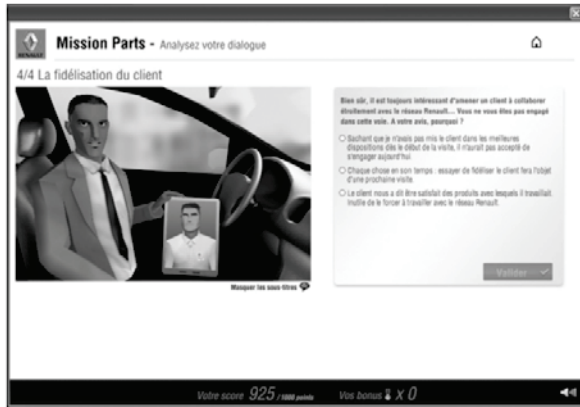 RENAULT
Mission Parts - Analysez votre dialogue
4/4 La fidélisation du client
Bien sûr, il est toujours intéressant d'amener un client à collaborer
étroitement avec le réseau Renault... Vous ne vous êtes pas engagé
dans cette voie. A votre avis, pourquoi ?
Sachant que je n'avais pas mis le client dans les meilleures
dispositions dès le début de la visite, il n'aurait pas accepté de
s'engager aujourd'hui.
Chaque chose en son temps : essayer de fidéliser le client fera l'objet
d'une prochaine visite.
Le client nous a dit être satisfait des produits avec lesquels il travaillait.
Inutile de le forcer à travailler avec le réseau Renault.
Valider
Masquer les sous-titres
Votre score 925 / 1000 points
Vos bonus X 0